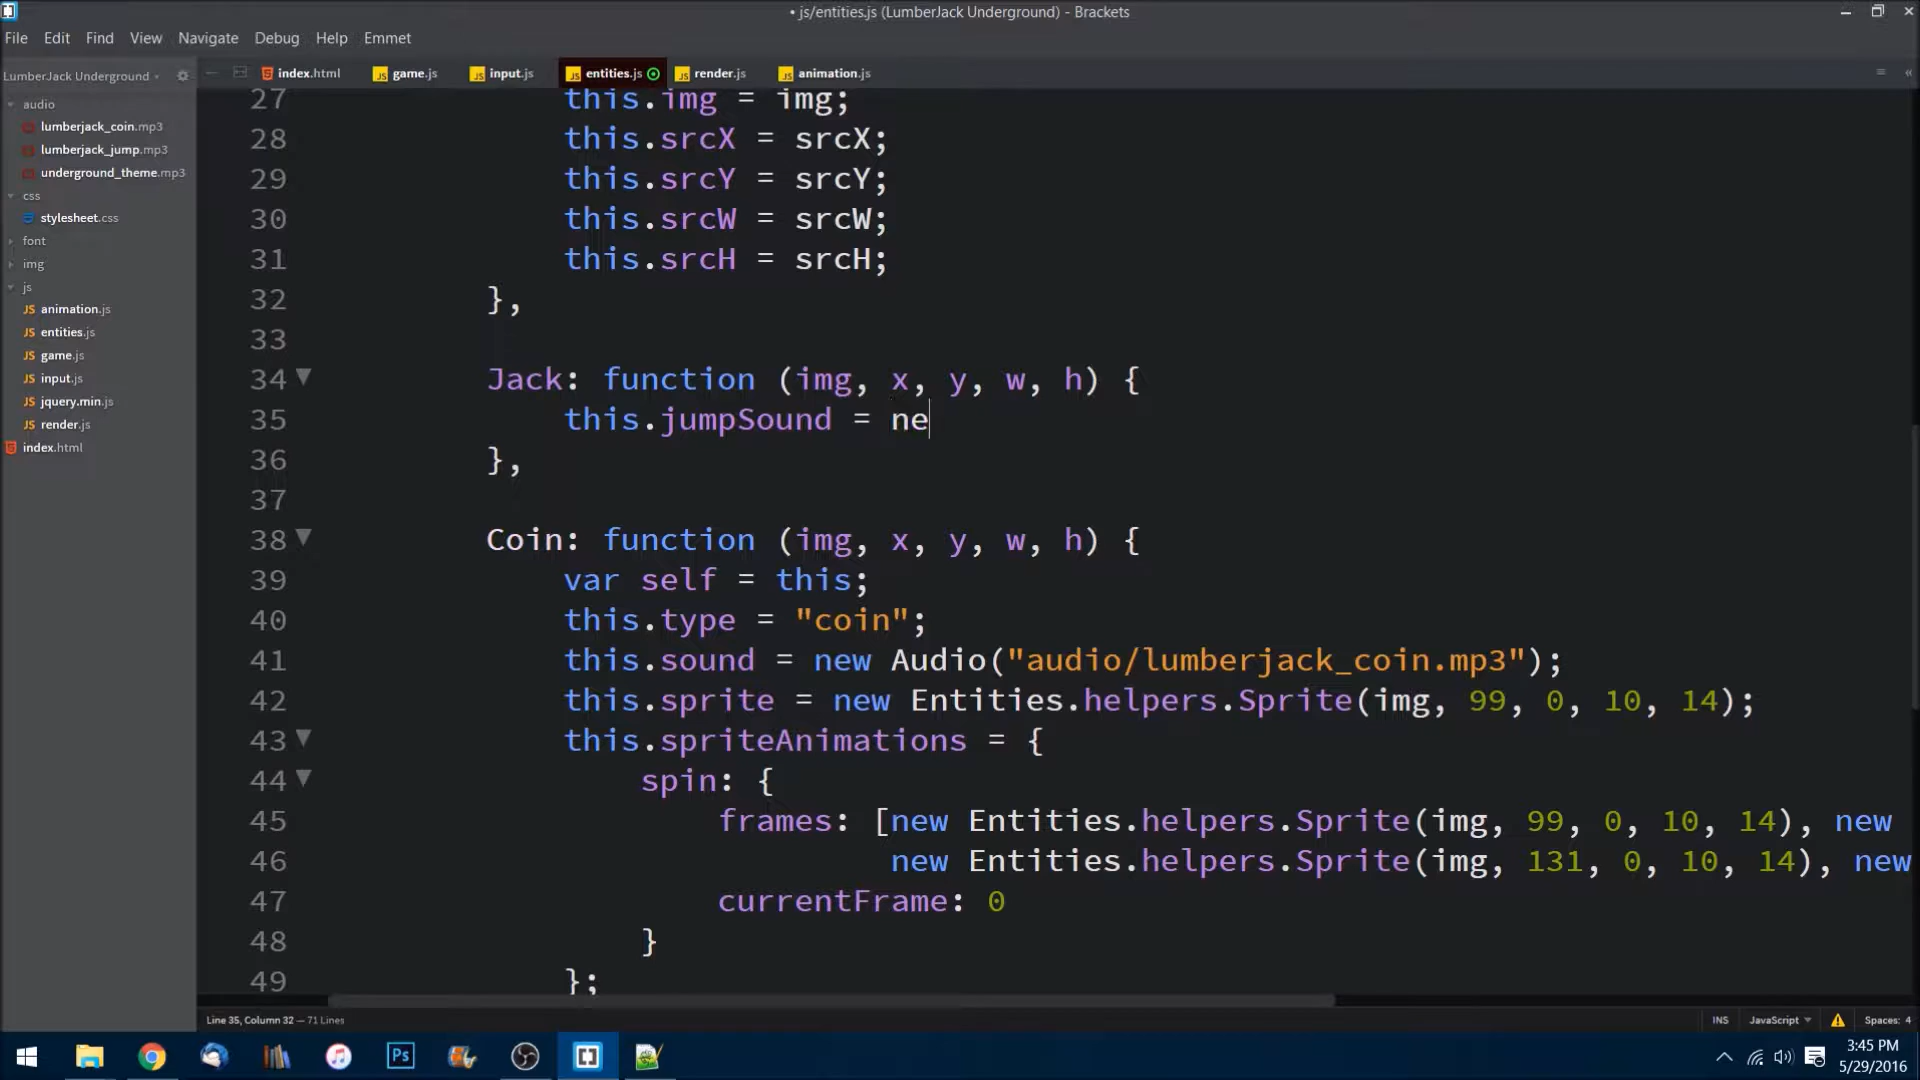 • js/entities.js (LumberJack Underground) - Brackets
File Edit Find View Navigate Debug Help Emmet
LumberJack Underground
index.html game.js input.js entities.js render.js animation.js
audio
lumberjack_coin.mp3
lumberjack_jump.mp3
underground_theme.mp3
css
stylesheet.css
font
img
js
JS animation.js
JS entities.js
JS game.js
JS input.js
JS jquery.min.js
JS render.js
index.html
27 this.img = img;
28 this.srcX = srcX;
29 this.srcY = srcY;
30 this.srcW = srcW;
31 this.srcH = srcH;
32 },
33
34 Jack: function (img, x, y, w, h) {
35 this.jumpSound = ne
36 },
37
38 Coin: function (img, x, y, w, h) {
39 var self = this;
40 this.type = "coin";
41 this.sound = new Audio("audio/lumberjack_coin.mp3");
42 this.sprite = new Entities.helpers.Sprite(img, 99, 0, 10, 14);
43 this.spriteAnimations = {
44 spin: {
45 frames: [new Entities.helpers.Sprite(img, 99, 0, 10, 14), new
46 new Entities.helpers.Sprite(img, 131, 0, 10, 14), new
47 currentFrame: 0
48 }
49 };
Line 35, Column 32 — 71 Lines
INS JavaScript Spaces: 4
Ps
3:45 PM
5/29/2016